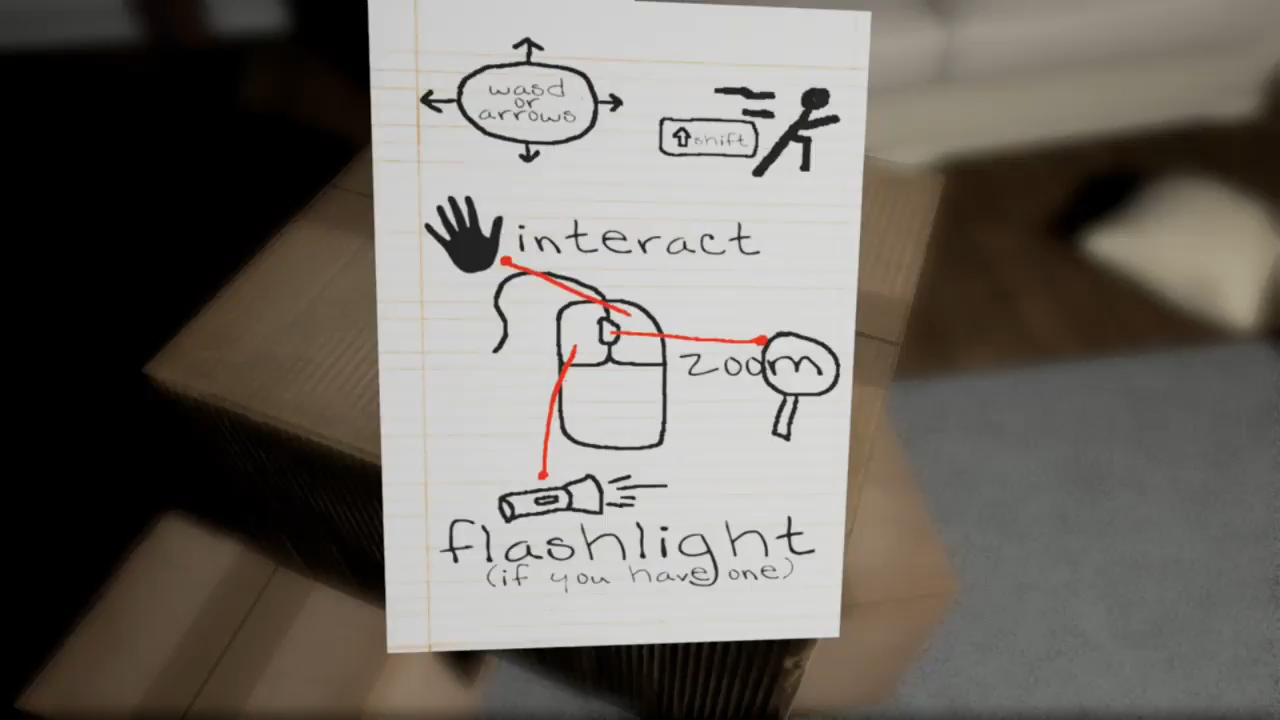 wasd
or
arrows
shift
interact
zoom
flashlight
(if you have one)